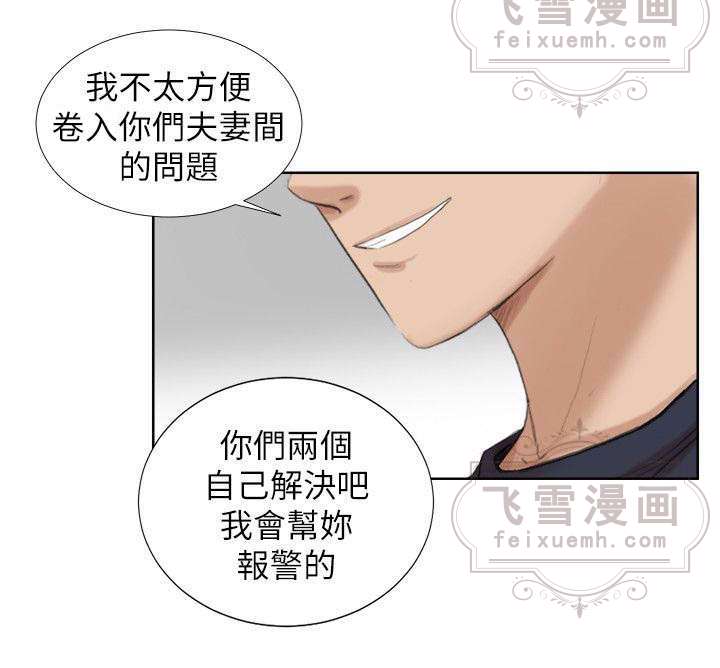 飞雪漫画
feixuemh.com
我不太方便
卷入你們夫妻間
的問題
你們兩個
自己解決吧
我會幫妳
報警的
飞雪漫画
feixuemh.com